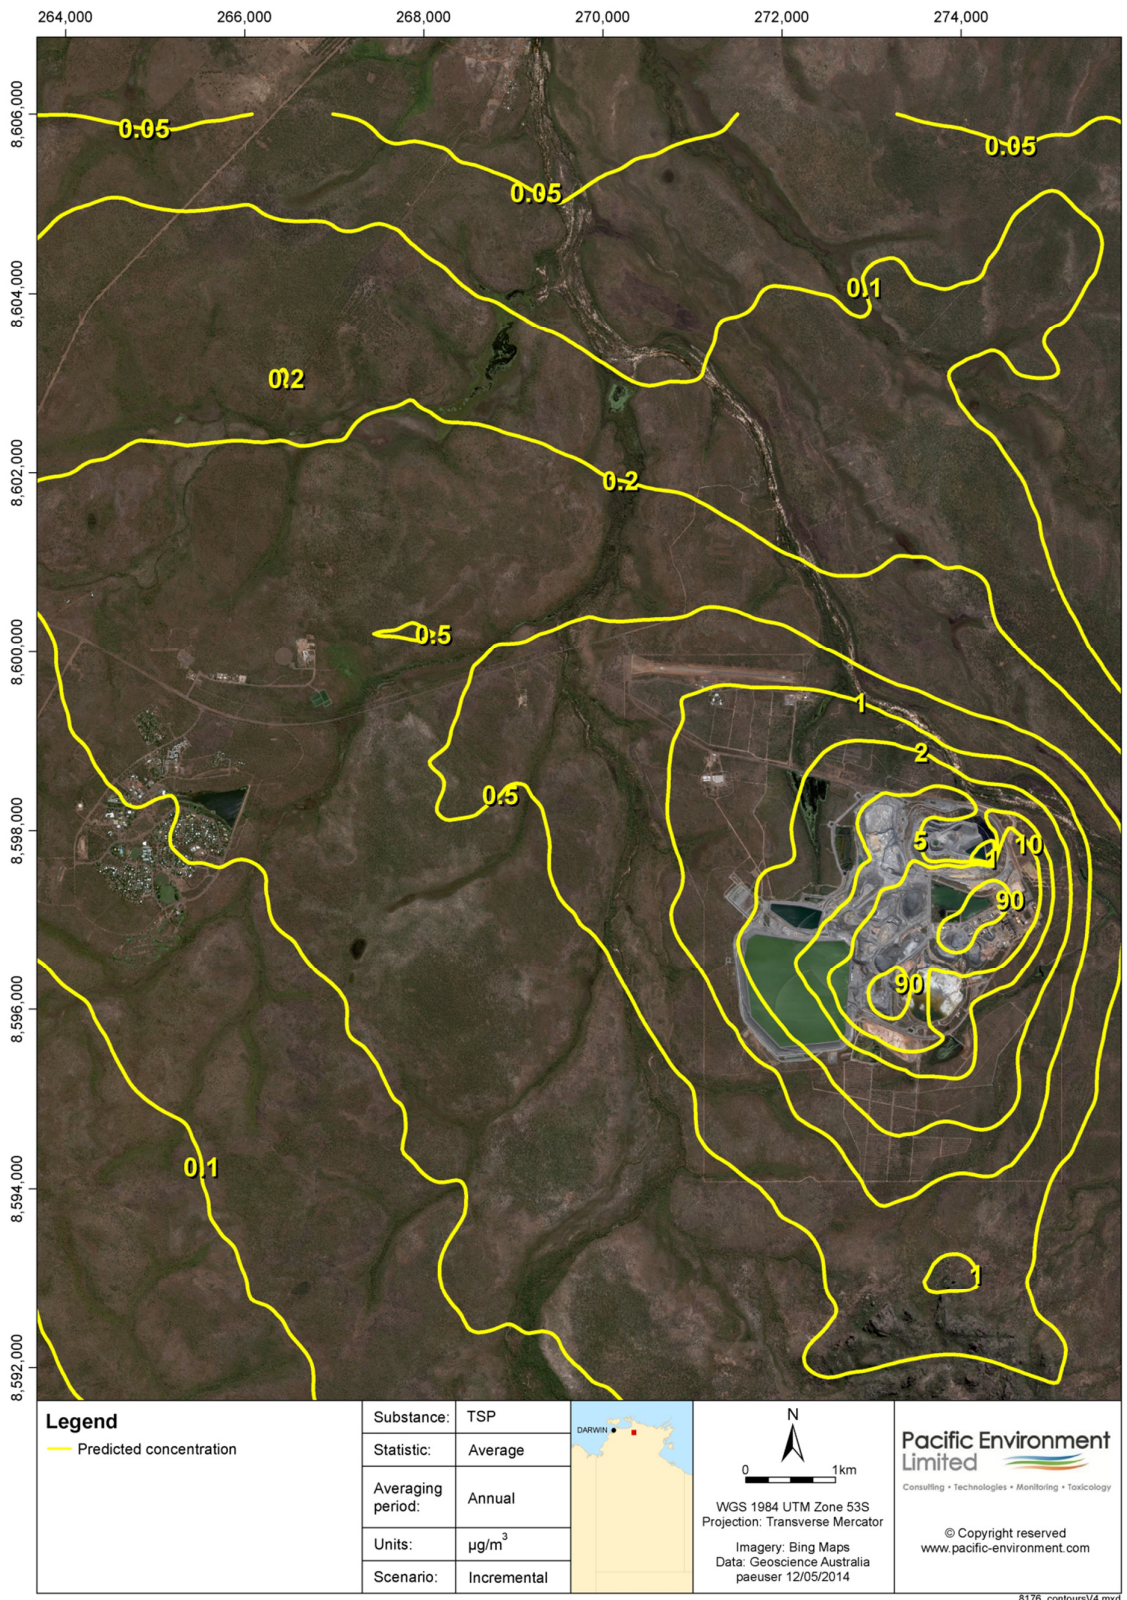 264,000 266,000 268,000 270,000 272,000 274,000
8,606,000
8,604,000
8,602,000
8,600,000
8,598,000
8,596,000
8,594,000
8,592,000
0.05
0.05
0.05
0.1
0.2
0.2
0.5
1
2
0.5
5
10
1
90
90
0.1
1
Legend
Predicted concentration
Substance: TSP
Statistic: Average
Averaging period: Annual
Units: µg/m³
Scenario: Incremental
DARWIN
N
0 1km
WGS 1984 UTM Zone 53S
Projection: Transverse Mercator
Imagery: Bing Maps
Data: Geoscience Australia
paeuser 12/05/2014
Pacific Environment
Limited
Consulting • Technologies • Monitoring • Toxicology
© Copyright reserved
www.pacific-environment.com
8176_contoursV4.mxd